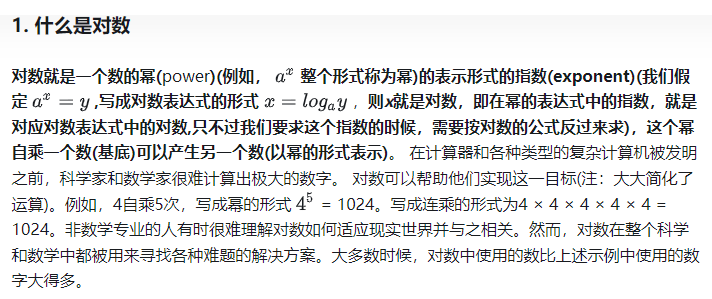 1. 什么是对数
对数就是一个数的幂(power)(例如， aˣ 整个形式称为幂)的表示形式的指数(exponent)(我们假
定 aˣ = y ,写成对数表达式的形式 x = logₐy ，则x就是对数，即在幂的表达式中的指数，就是
对应对数表达式中的对数,只不过我们要求这个指数的时候，需要按对数的公式反过来求)，这个幂
自乘一个数(基底)可以产生另一个数(以幂的形式表示)。 在计算器和各种类型的复杂计算机被发明
之前，科学家和数学家很难计算出极大的数字。 对数可以帮助他们实现这一目标(注：大大简化了
运算)。例如，4自乘5次，写成幂的形式 4⁵ = 1024。写成连乘的形式为4 × 4 × 4 × 4 × 4 =
1024。非数学专业的人有时很难理解对数如何适应现实世界并与之相关。然而，对数在整个科学
和数学中都被用来寻找各种难题的解决方案。大多数时候，对数中使用的数比上述示例中使用的数
字大得多。